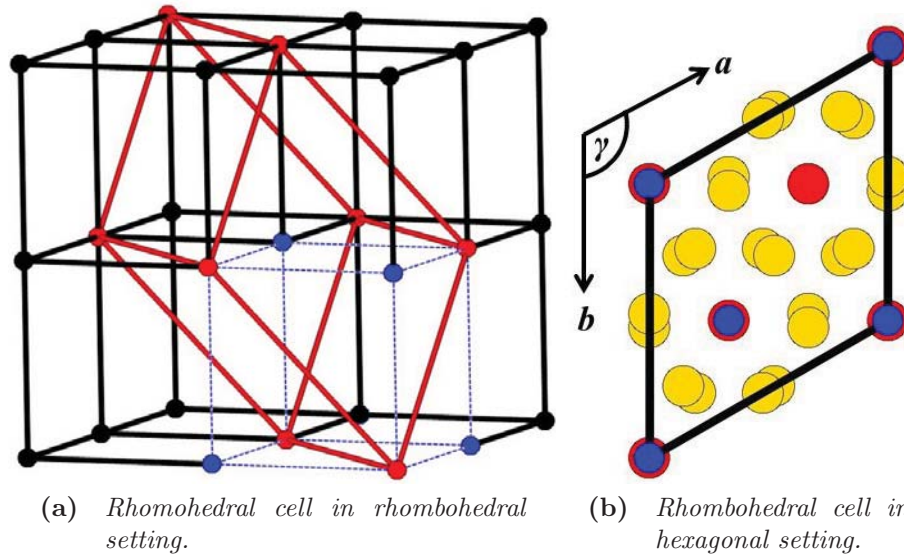 a
γ
b
(a) Rhomohedral cell in rhombohedral
setting.
(b) Rhombohedral cell in
hexagonal setting.